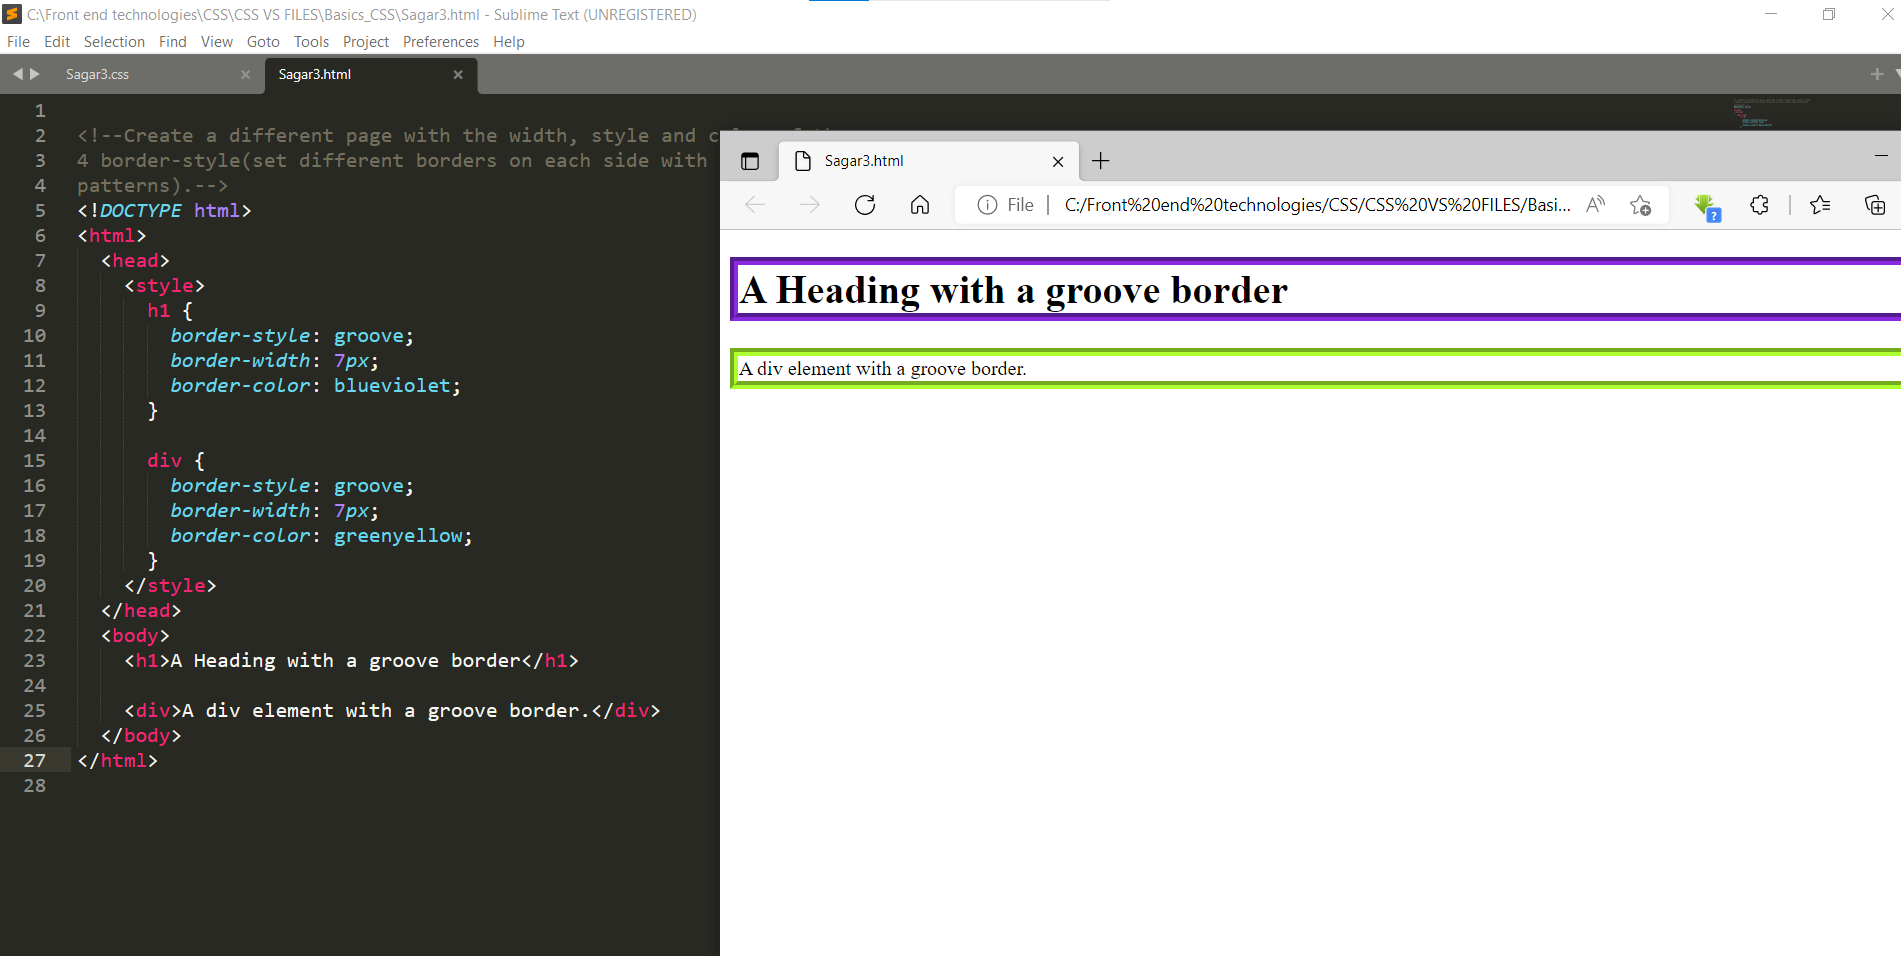 C:\Front end technologies\CSS\CSS VS FILES\Basics_CSS\Sagar3.html - Sublime Text (UNREGISTERED)
File Edit Selection Find View Goto Tools Project Preferences Help
Sagar3.css
Sagar3.html
1
2 <!--Create a different page with the width, style and
3 4 border-style(set different borders on each side with
4 patterns).-->
5 <!DOCTYPE html>
6 <html>
7 <head>
8 <style>
9 h1 {
10 border-style: groove;
11 border-width: 7px;
12 border-color: blueviolet;
13 }
14
15 div {
16 border-style: groove;
17 border-width: 7px;
18 border-color: greenyellow;
19 }
20 </style>
21 </head>
22 <body>
23 <h1>A Heading with a groove border</h1>
24
25 <div>A div element with a groove border.</div>
26 </body>
27 </html>
28
Sagar3.html
File C:/Front%20end%20technologies/CSS/CSS%20VS%20FILES/Basi...
A Heading with a groove border
A div element with a groove border.